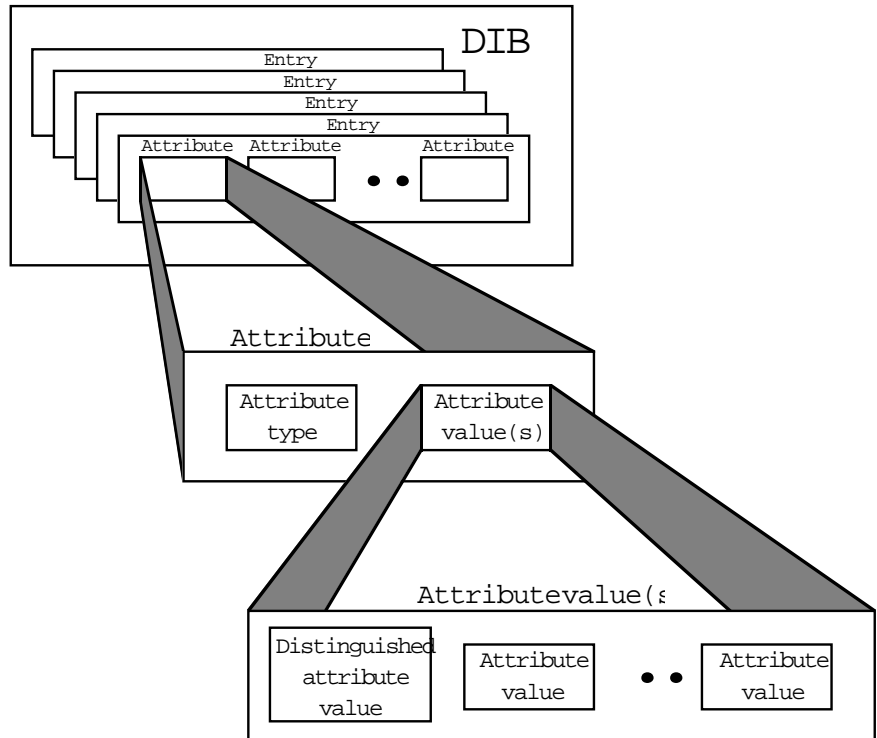 DIB
Entry
Entry
Entry
Entry
Attribute Attribute Attribute
Attribute
Attribute
type
Attribute
value(s)
Attributevalue(s
Distinguished
attribute
value
Attribute
value
Attribute
value